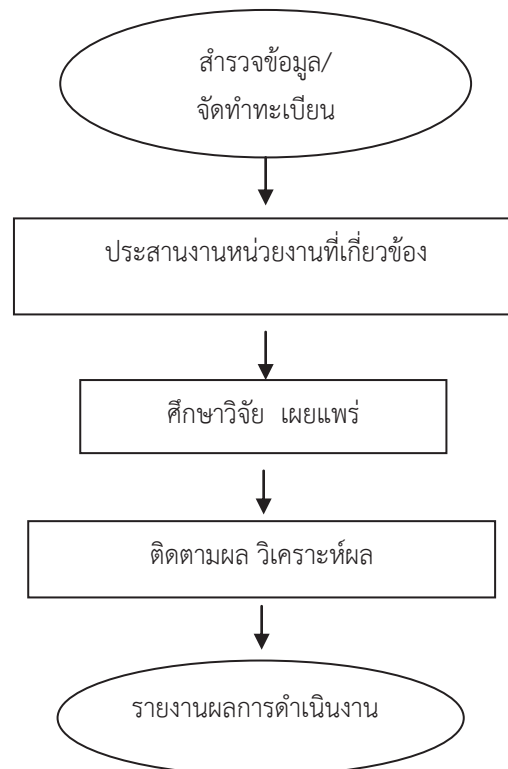 สำรวจข้อมูล/
จัดทำทะเบียน
ประสานงานหน่วยงานที่เกี่ยวข้อง
ศึกษาวิจัย เผยแพร่
ติดตามผล วิเคราะห์ผล
รายงานผลการดำเนินงาน